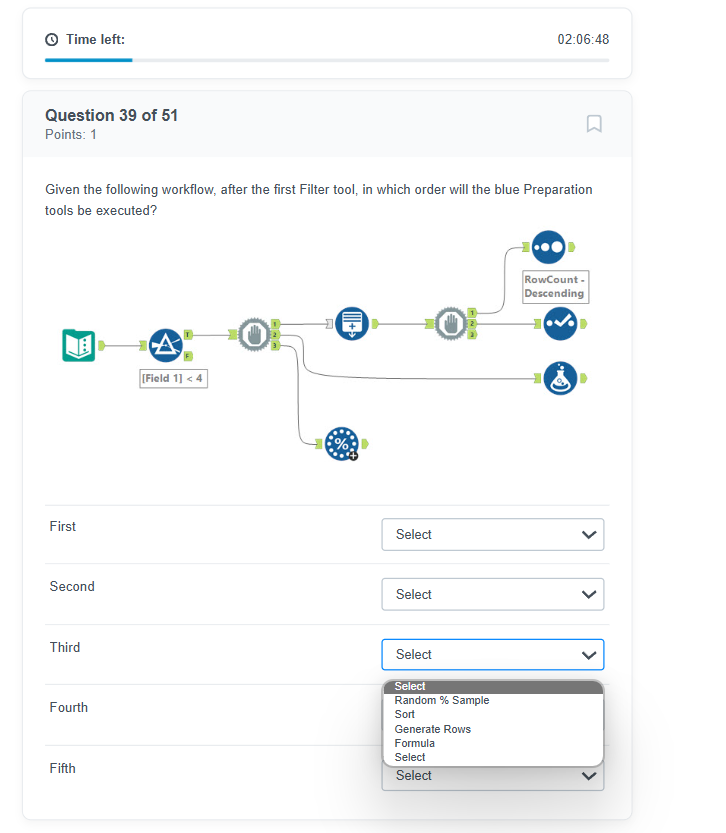 Time left:
02:06:48
Question 39 of 51
Points: 1
Given the following workflow, after the first Filter tool, in which order will the blue Preparation
tools be executed?
RowCount -
Descending
T
F
1
2
3
1
2
3
[Field 1] < 4
%
First
Select
Second
Select
Third
Select
Select
Random % Sample
Sort
Generate Rows
Formula
Select
Fourth
Fifth
Select